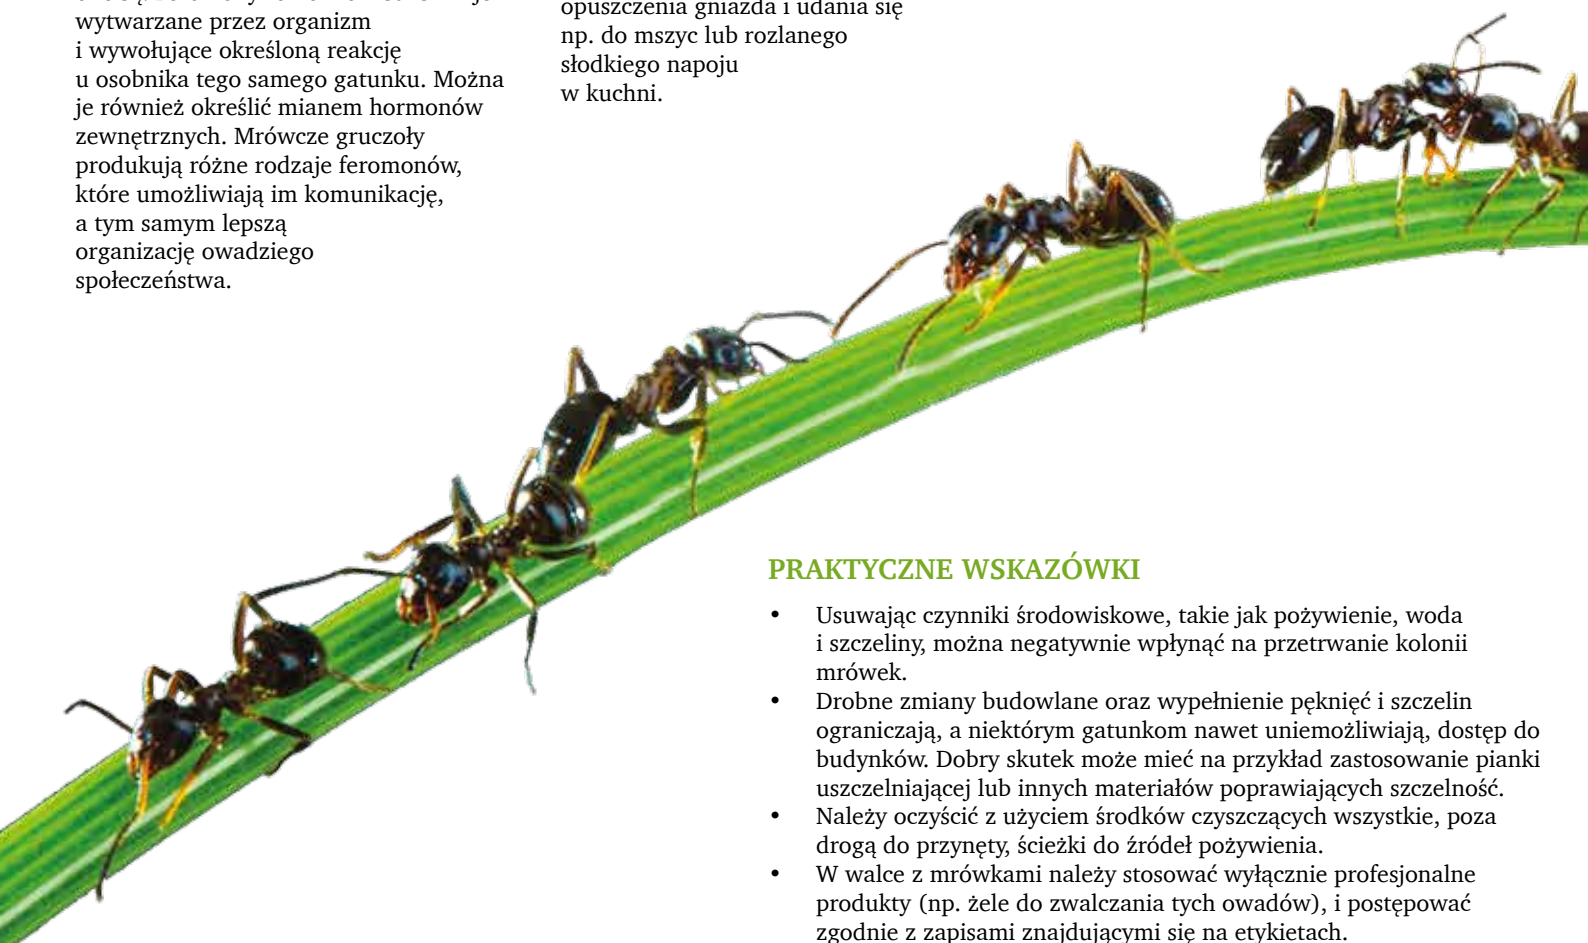 wytwarzane przez organizm
i wywołujące określoną reakcję
u osobnika tego samego gatunku. Można
je również określić mianem hormonów
zewnętrznych. Mrówcze gruczoły
produkują różne rodzaje feromonów,
które umożliwiają im komunikację,
a tym samym lepszą
organizację owadziego
społeczeństwa.
opuszczenia gniazda i udania się
np. do mszyc lub rozlanego
słodkiego napoju
w kuchni.
PRAKTYCZNE WSKAZÓWKI
• Usuwając czynniki środowiskowe, takie jak pożywienie, woda
i szczeliny, można negatywnie wpłynąć na przetrwanie kolonii
mrówek.
• Drobne zmiany budowlane oraz wypełnienie pęknięć i szczelin
ograniczają, a niektórym gatunkom nawet uniemożliwiają, dostęp do
budynków. Dobry skutek może mieć na przykład zastosowanie pianki
uszczelniającej lub innych materiałów poprawiających szczelność.
• Należy oczyścić z użyciem środków czyszczących wszystkie, poza
drogą do przynęty, ścieżki do źródeł pożywienia.
• W walce z mrówkami należy stosować wyłącznie profesjonalne
produkty (np. żele do zwalczania tych owadów), i postępować
zgodnie z zapisami znajdującymi się na etykietach.